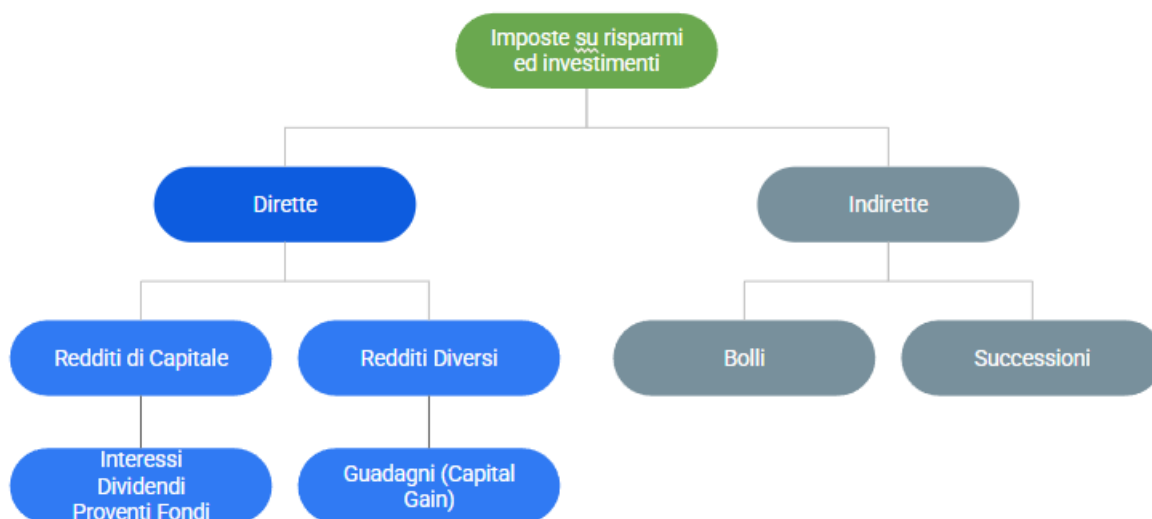 Imposte su risparmi
ed investimenti
Dirette
Indirette
Redditi di Capitale
Redditi Diversi
Bolli
Successioni
Interessi
Dividendi
Proventi Fondi
Guadagni (Capital
Gain)